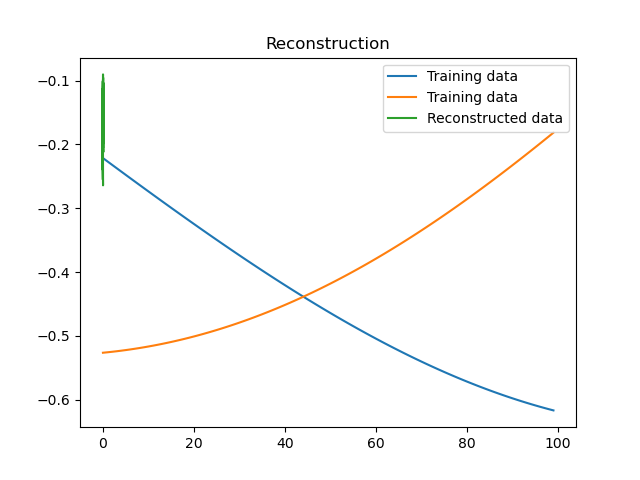 Reconstruction
Training data
Training data
Reconstructed data
−0.1
−0.2
−0.3
−0.4
−0.5
−0.6
0 20 40 60 80 100